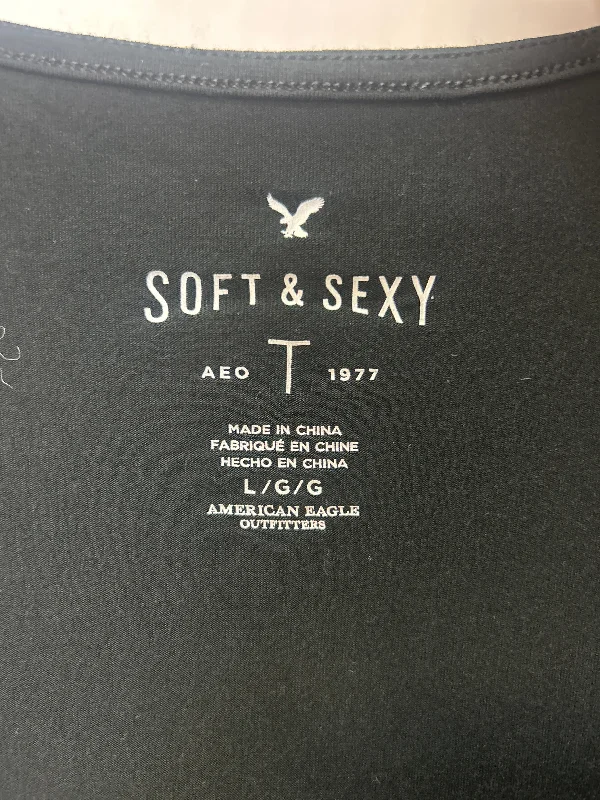 SOFT & SEXY
T
AEO 1977
MADE IN CHINA
FABRIQUÉ EN CHINE
HECHO EN CHINA
L/G/G
AMERICAN EAGLE
OUTFITTERS